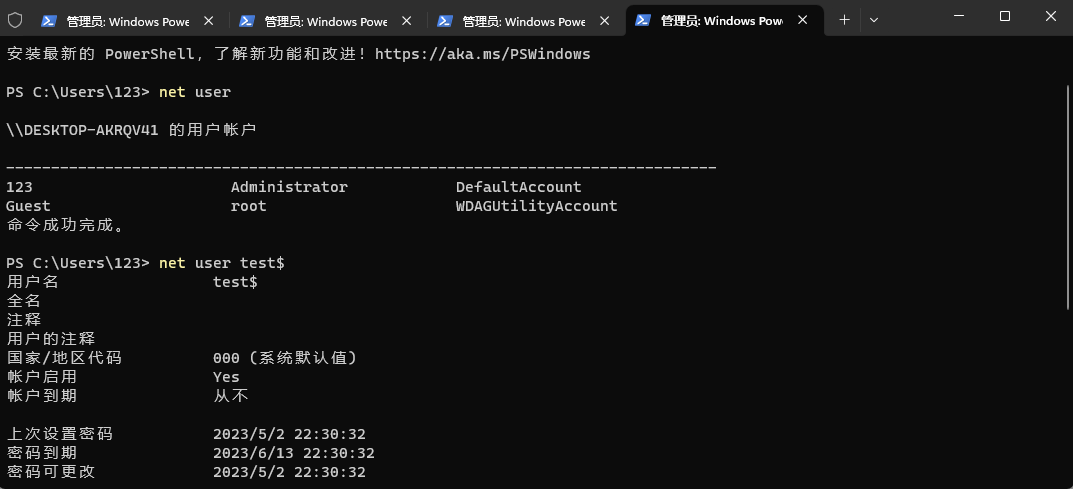 管理员: Windows Powe
管理员: Windows Powe
管理员: Windows Powe
管理员: Windows Powe
安装最新的 PowerShell，了解新功能和改进！https://aka.ms/PSWindows
PS C:\Users\123> net user
\\DESKTOP-AKRQV41 的用户帐户
-------------------------------------------------------------------------------
123 Administrator DefaultAccount
Guest root WDAGUtilityAccount
命令成功完成。
PS C:\Users\123> net user test$
用户名 test$
全名
注释
用户的注释
国家/地区代码 000 (系统默认值)
帐户启用 Yes
帐户到期 从不
上次设置密码 2023/5/2 22:30:32
密码到期 2023/6/13 22:30:32
密码可更改 2023/5/2 22:30:32